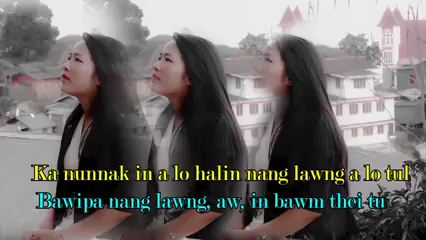 Ka nunnak in a lo halin nang lawng a lo tul
Bawipa nang lawng, aw, in bawm thei tu